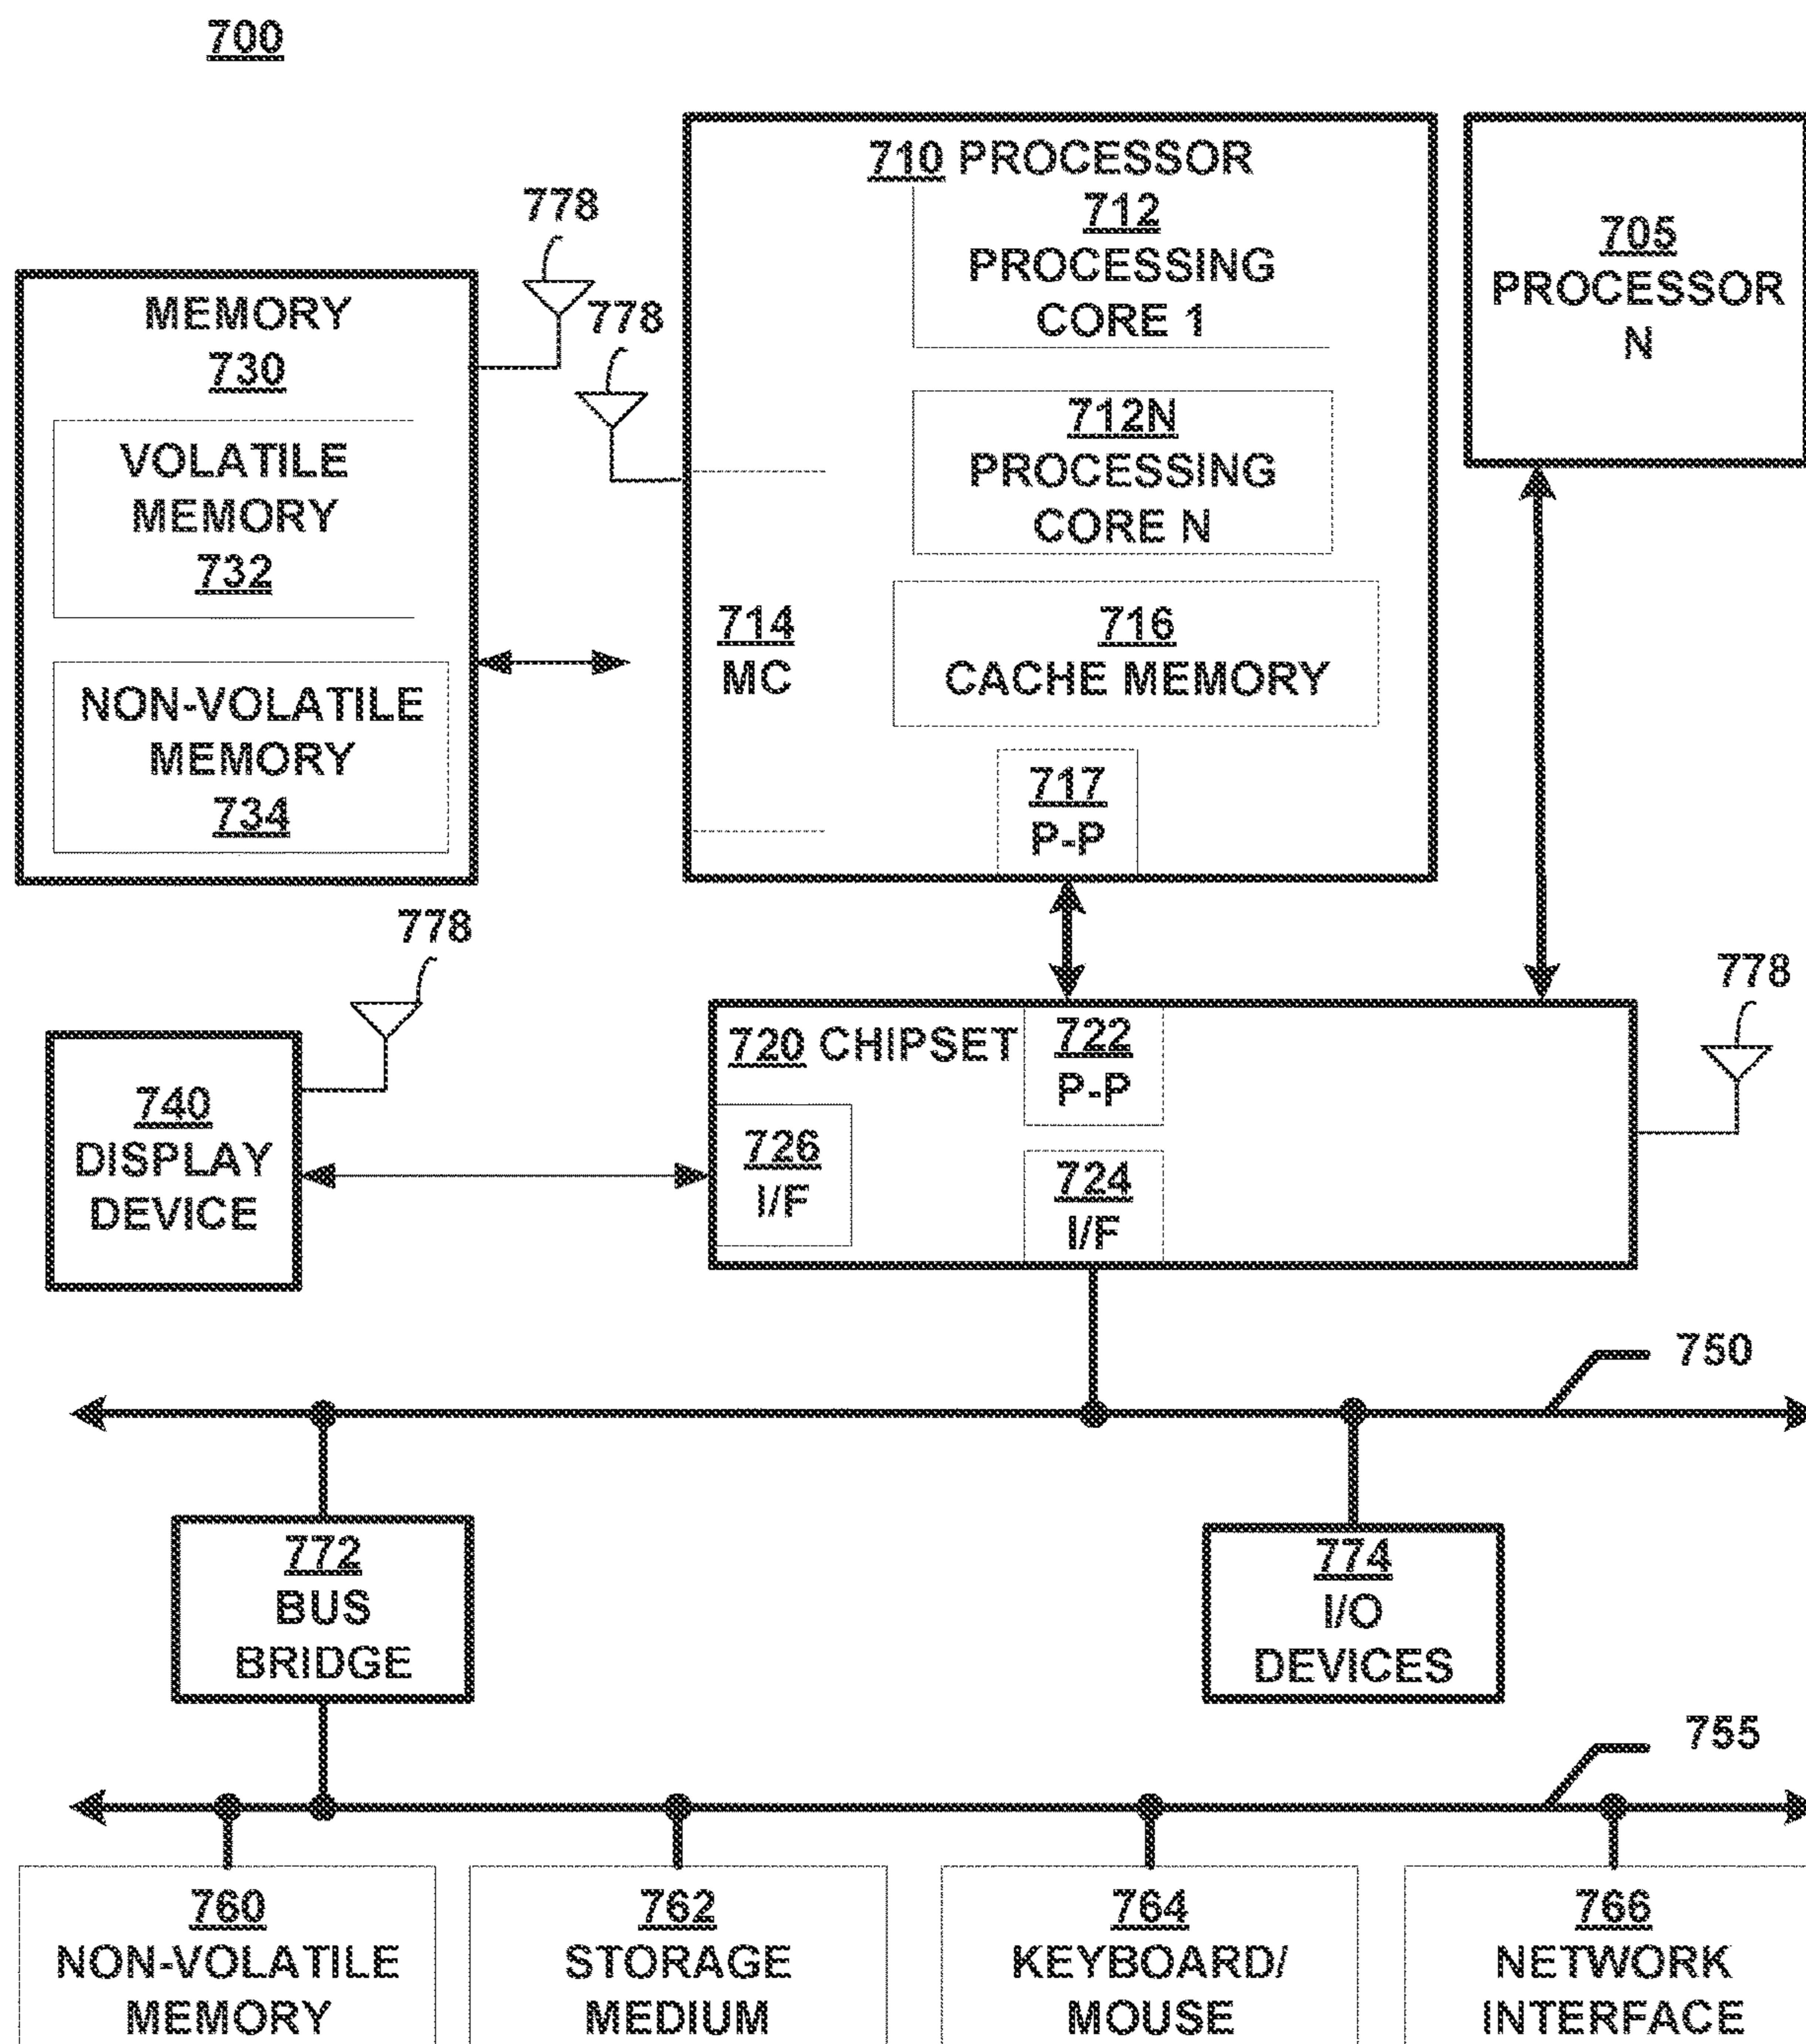 700
710 PROCESSOR
712
PROCESSING
CORE 1
705
PROCESSOR
N
778
778
MEMORY
730
VOLATILE
MEMORY
732
NON-VOLATILE
MEMORY
734
712N
PROCESSING
CORE N
714
MC
716
CACHE MEMORY
717
P-P
778
778
740
DISPLAY
DEVICE
720 CHIPSET
722
P-P
726
I/F
724
I/F
750
772
BUS
BRIDGE
774
I/O
DEVICES
755
760
NON-VOLATILE
MEMORY
762
STORAGE
MEDIUM
764
KEYBOARD/
MOUSE
766
NETWORK
INTERFACE